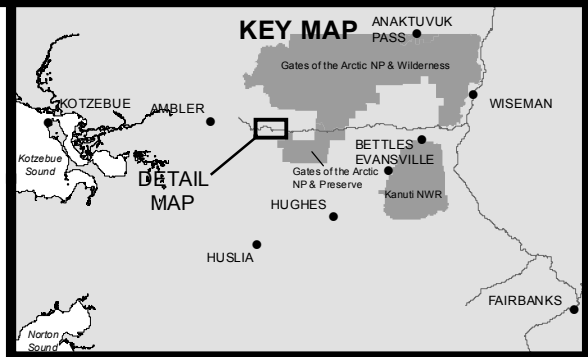 KEY MAP
ANAKTUVUK
PASS
Gates of the Arctic NP & Wilderness
KOTZEBUE
AMBLER
WISEMAN
Kotzebue
Sound
BETTLES
EVANSVILLE
DETAIL
MAP
Gates of the Arctic
NP & Preserve
Kanuti NWR
HUGHES
HUSLIA
FAIRBANKS
Norton
Sound